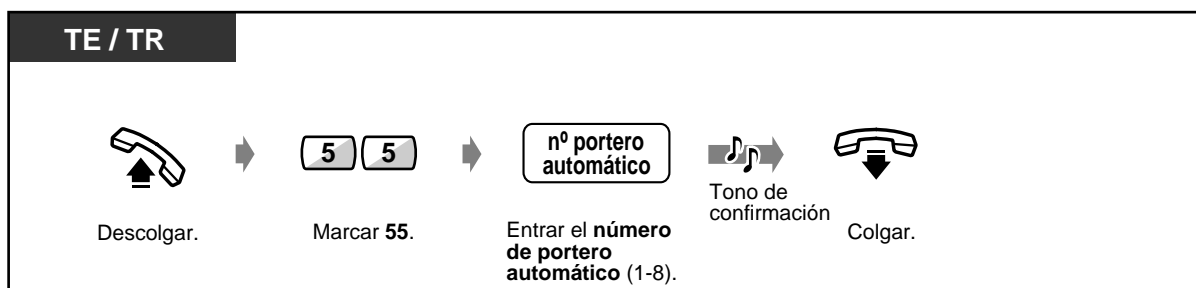 TE / TR
5 5
nº portero
automático
Tono de
confirmación
Descolgar.
Marcar 55.
Entrar el número
de portero
automático (1-8).
Colgar.